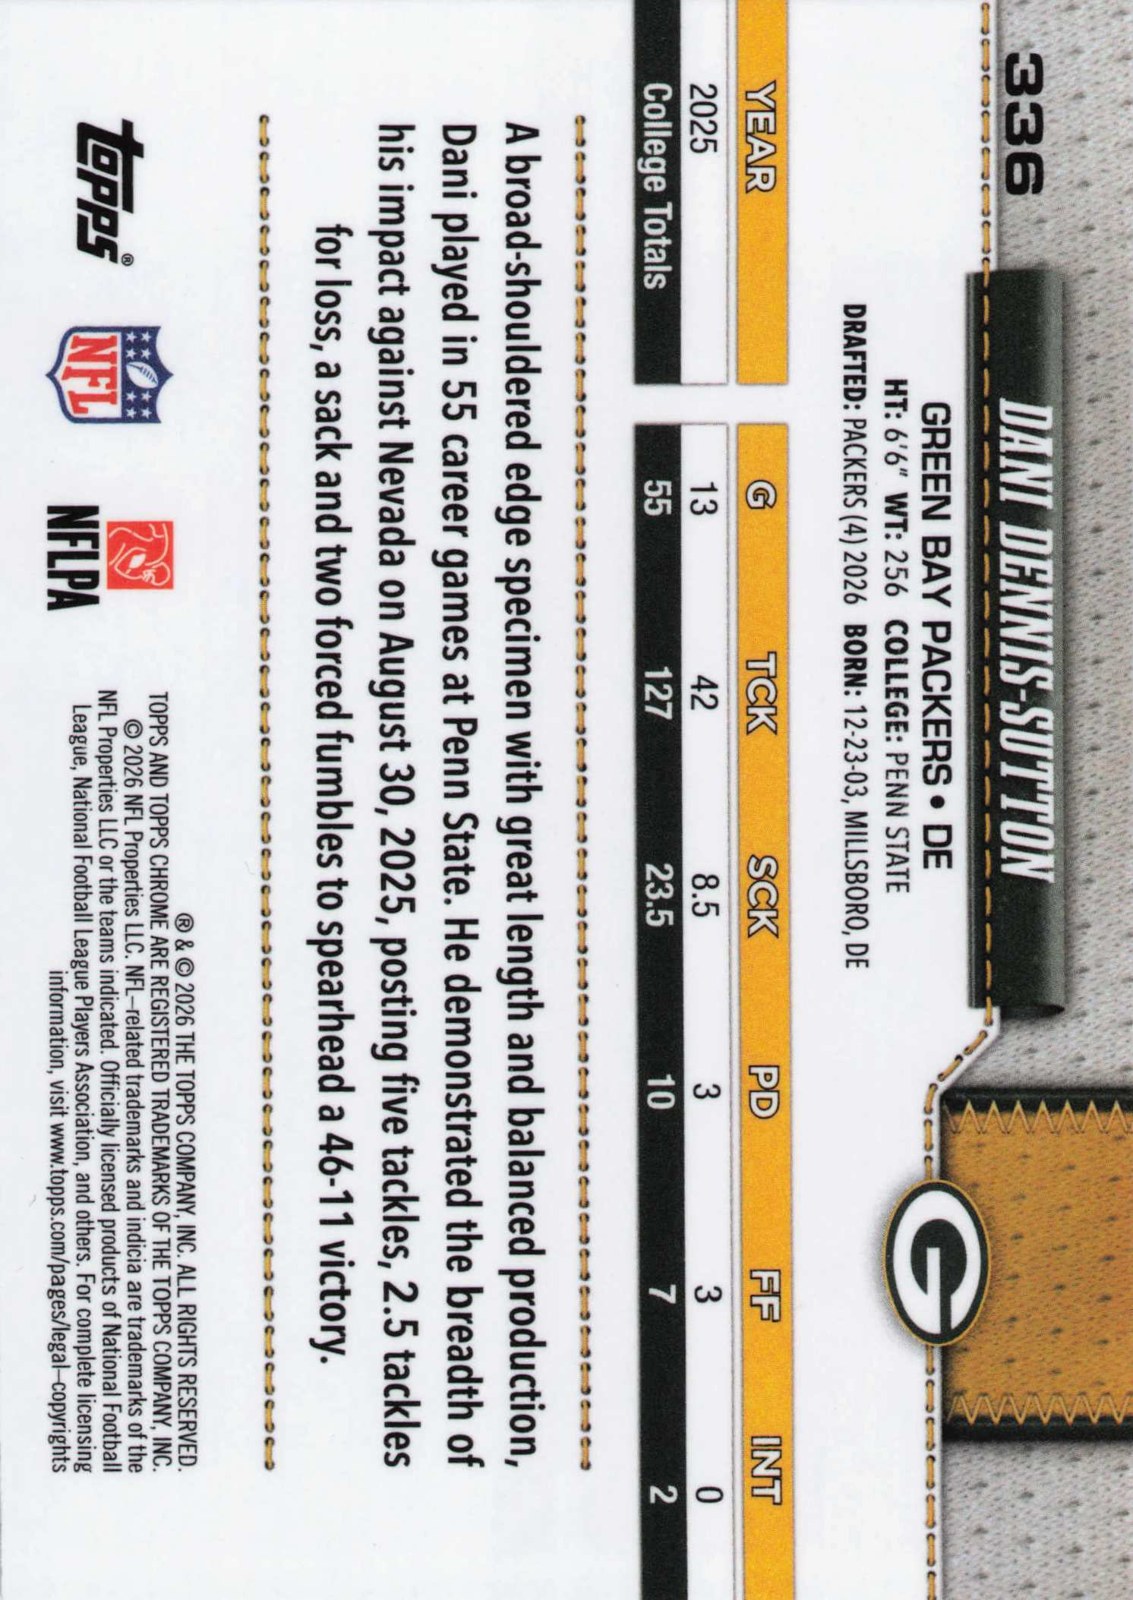 336
DANI DENNIS-SUTTON
GREEN BAY PACKERS • DE
HT: 6'6" WT: 256 COLLEGE: PENN STATE
DRAFTED: PACKERS (4) 2026 BORN: 12-23-03, MILLSBORO, DE
G
YEAR G TCK SCK PD FF INT
2025 13 42 8.5 3 3 0
College Totals 55 127 23.5 10 7 2
A broad-shouldered edge specimen with great length and balanced production,
Dani played in 55 career games at Penn State. He demonstrated the breadth of
his impact against Nevada on August 30, 2025, posting five tackles, 2.5 tackles
for loss, a sack and two forced fumbles to spearhead a 46-11 victory.
topps®
NFL
NFLPA
® & © 2026 THE TOPPS COMPANY, INC. ALL RIGHTS RESERVED.
TOPPS AND TOPPS CHROME ARE REGISTERED TRADEMARKS OF THE TOPPS COMPANY, INC.
© 2026 NFL Properties LLC. NFL-related trademarks and indicia are trademarks of the
NFL Properties LLC or the teams indicated. Officially licensed products of National Football
League, National Football League Players Association, and others. For complete licensing
information, visit www.topps.com/pages/legal-copyrights